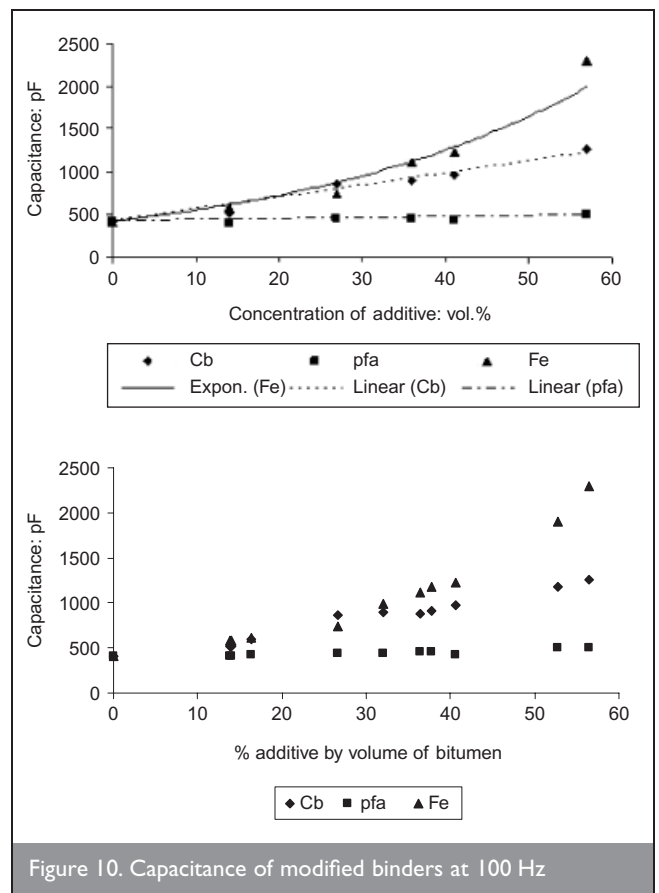 2500
2000
1500
1000
500
0
Capacitance: pF
0 10 20 30 40 50 60
Concentration of additive: vol.%
Cb pfa Fe
Expon. (Fe) Linear (Cb) Linear (pfa)
2500
2000
1500
1000
500
0
Capacitance: pF
0 10 20 30 40 50 60
% additive by volume of bitumen
Cb pfa Fe
Figure 10. Capacitance of modified binders at 100 Hz